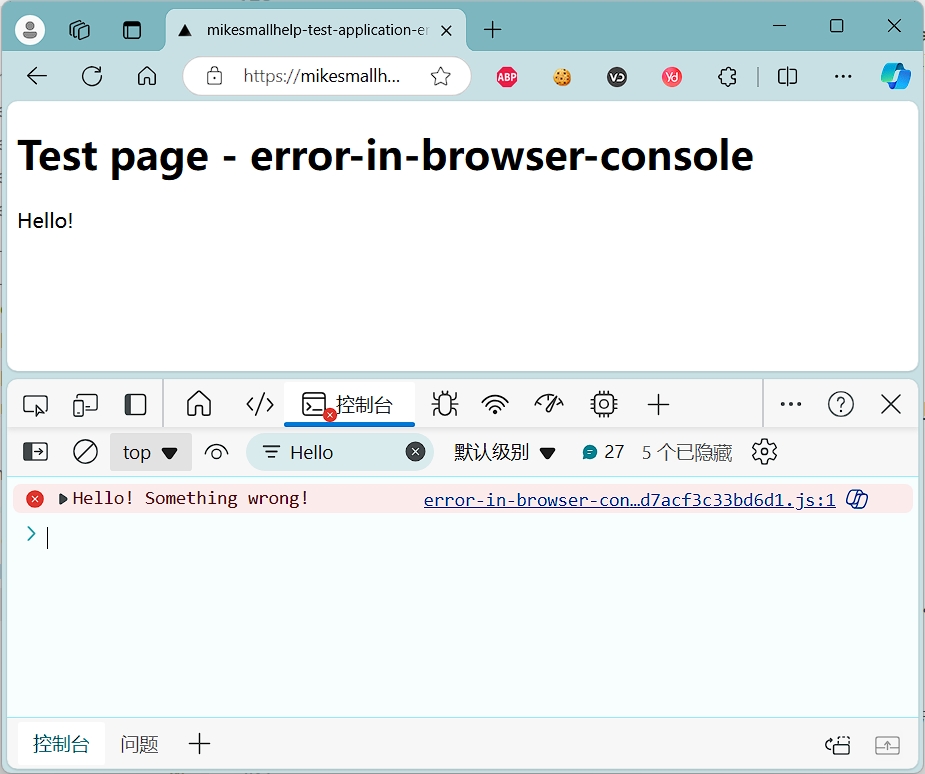 mikesmallhelp-test-application-er
https://mikesmallh...
ABP
Test page - error-in-browser-console
Hello!
控制台
top
Hello
默认级别
27
5 个已隐藏
Hello! Something wrong!
error-in-browser-con…d7acf3c33bd6d1.js:1
控制台
问题